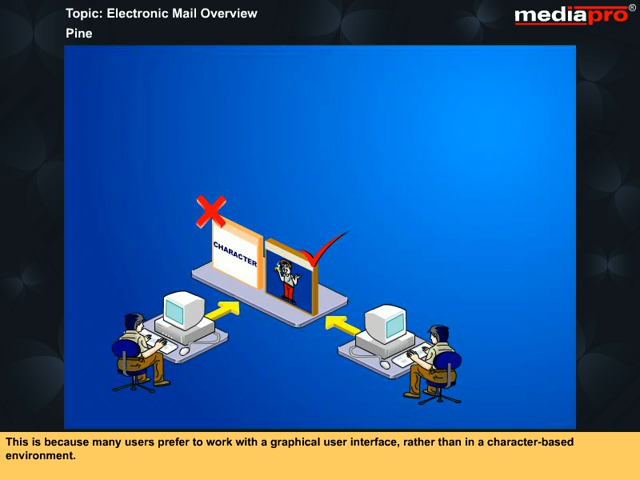 Topic: Electronic Mail Overview
mediapro®
Pine
CHARACTER
This is because many users prefer to work with a graphical user interface, rather than in a character-based
environment.